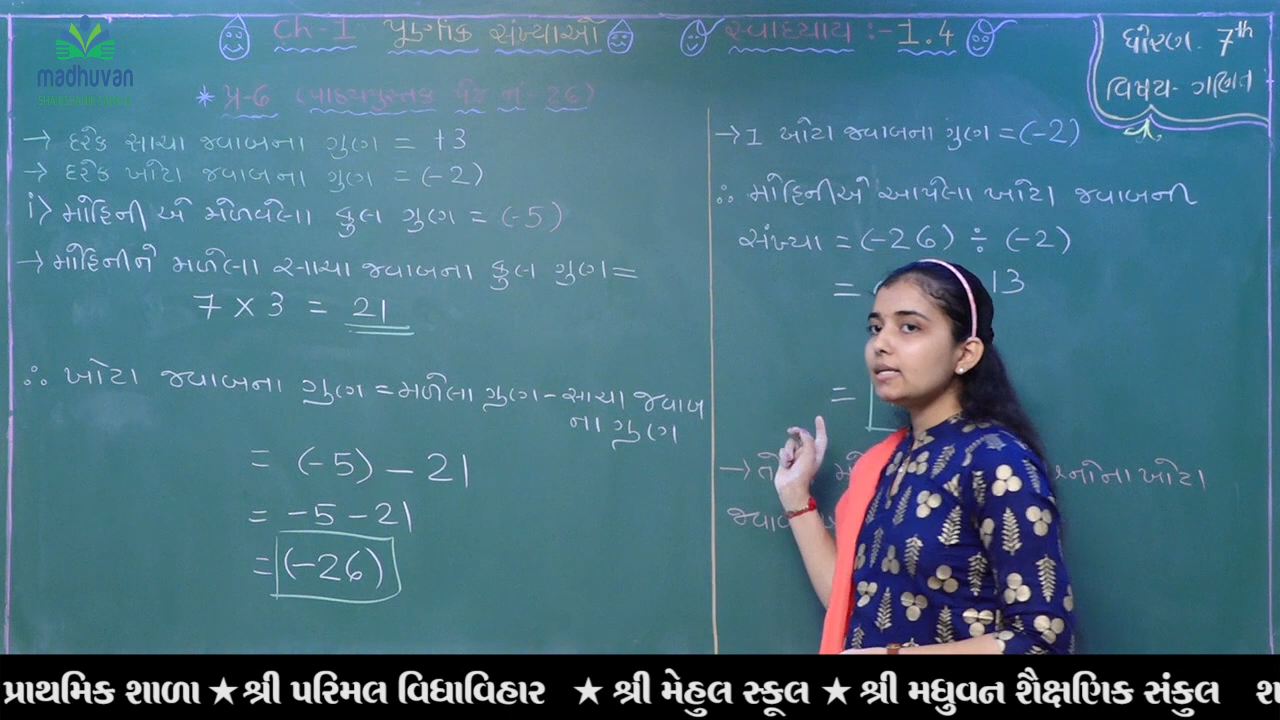 madhuvan
Ch-1 પૂર્ણાંક સંખ્યાઓ
સ્વાધ્યાય :- 1.4
ધોરણ. 7th
વિષય- ગણિત
* પ્ર-6 (પાઠ્યપુસ્તક પેજ નં- 26)
→ દરેક સાચા જવાબના ગુણ = +3
→ દરેક ખોટા જવાબના ગુણ = (-2)
i) મોહિની એ મેળવેલા કુલ ગુણ = (-5)
→ મોહિનીને મળેલા સાચા જવાબના કુલ ગુણ =
7 × 3 = 21
∴ ખોટા જવાબના ગુણ = મળેલા ગુણ - સાચા જવાબ
ના ગુણ
= (-5) - 21
= -5 - 21
= (-26)
→ 1 ખોટા જવાબના ગુણ = (-2)
∴ મોહિનીએ આપેલા ખોટા જવાબની
સંખ્યા = (-26) ÷ (-2)
= 13
=
→ ખોટા
પ્રાથમિક શાળા ★ શ્રી પરિમલ વિધાવિહાર ★ શ્રી મેહુલ સ્કૂલ ★ શ્રી મધુવન શૈક્ષણિક સંકુલ